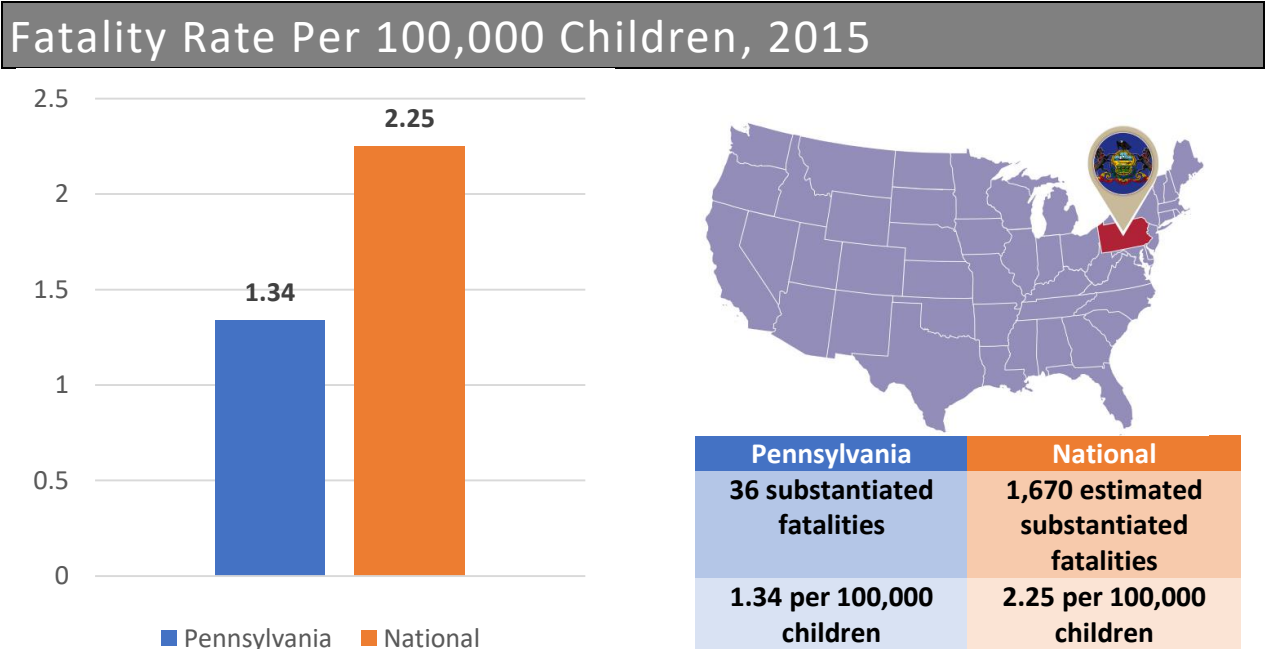 Fatality Rate Per 100,000 Children, 2015
2.5
2
1.5
1
0.5
0
1.34
2.25
Pennsylvania
National
Pennsylvania
National
36 substantiated
fatalities
1,670 estimated
substantiated
fatalities
1.34 per 100,000
children
2.25 per 100,000
children